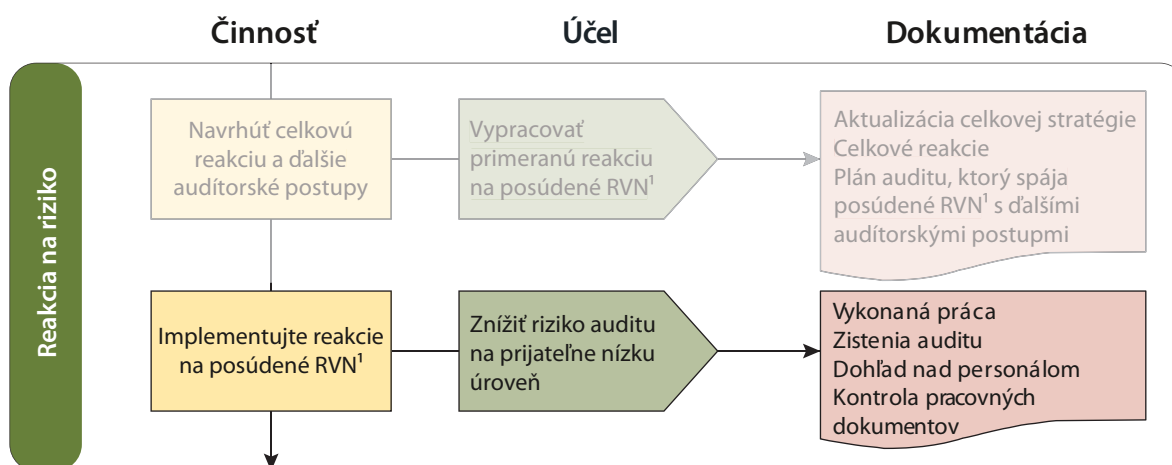 Činnosť
Účel
Dokumentácia
Reakcia na riziko
Navrhúť celkovú
reakciu a ďalšie
audítorské postupy
Vypracovať
primeranú reakciu
na posúdené RVN¹
Aktualizácia celkovej stratégie
Celkové reakcie
Plán auditu, ktorý spája
posúdené RVN¹ s ďalšími
audítorskými postupmi
Implementujte reakcie
na posúdené RVN¹
Znížiť riziko auditu
na prijateľne nízku
úroveň
Vykonaná práca
Zistenia auditu
Dohľad nad personálom
Kontrola pracovných
dokumentov